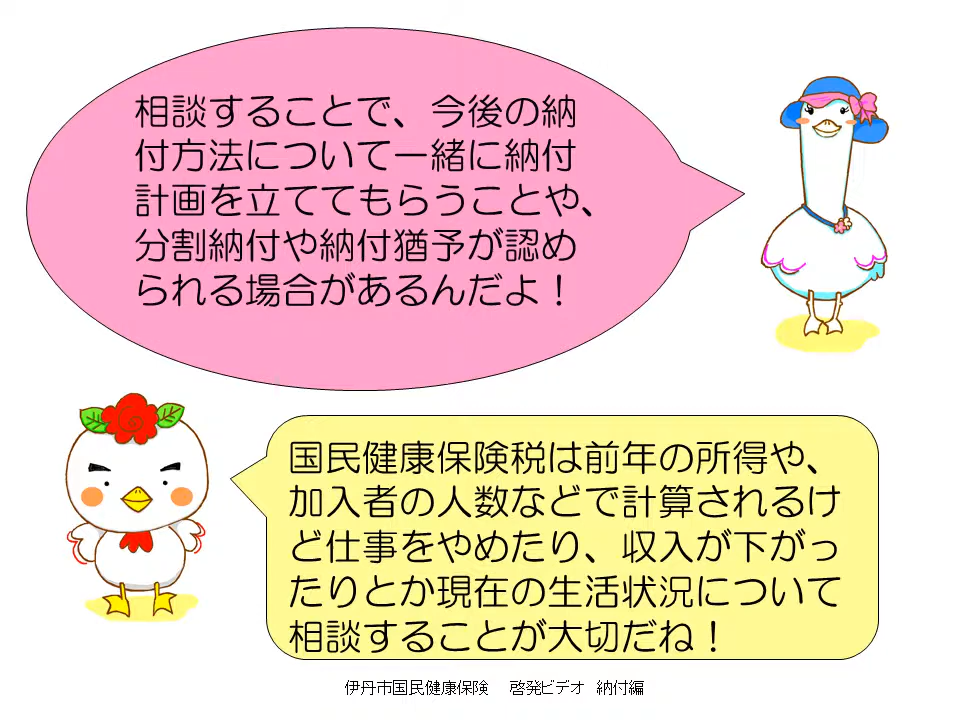 相談することで、今後の納
付方法について一緒に納付
計画を立ててもらうことや、
分割納付や納付猶予が認め
られる場合があるんだよ！
国民健康保険税は前年の所得や、
加入者の人数などで計算されるけ
ど仕事をやめたり、収入が下がっ
たりとか現在の生活状況について
相談することが大切だね！
伊丹市国民健康保険　啓発ビデオ　納付編